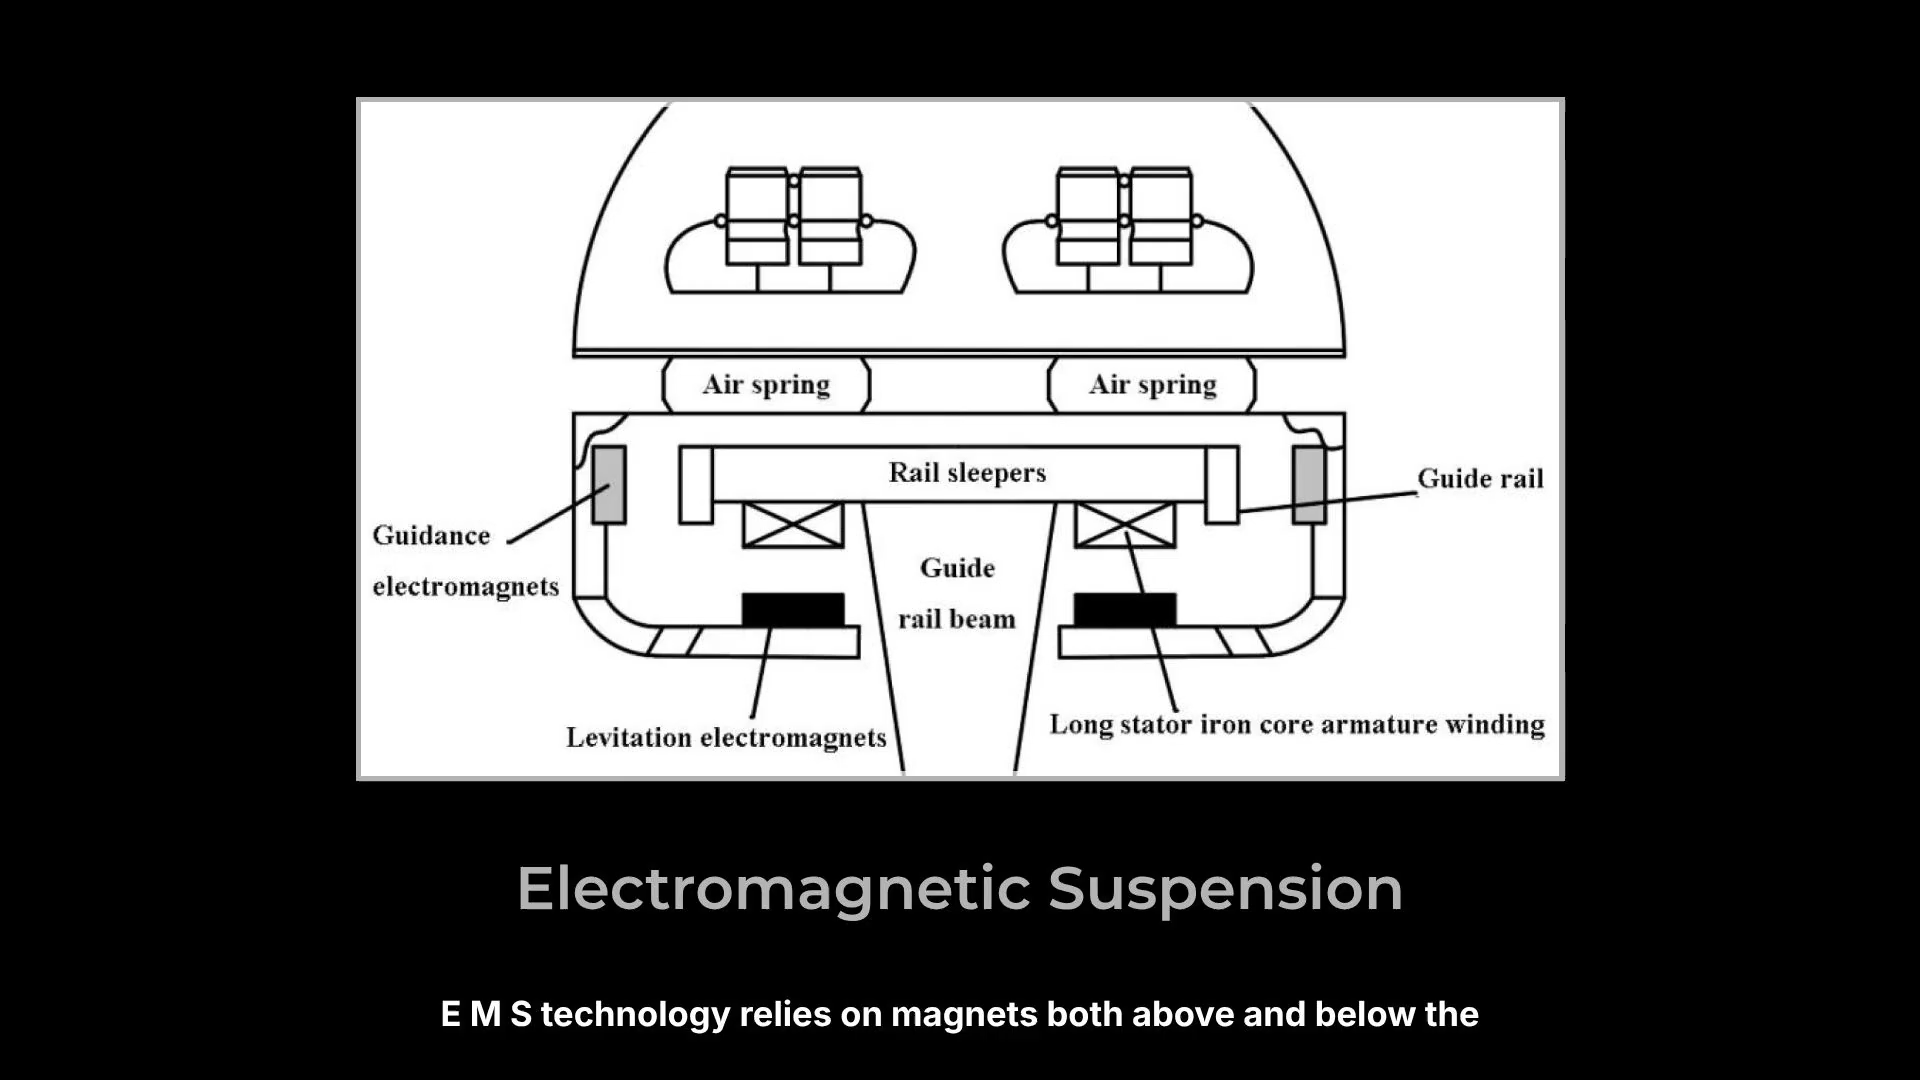 Air spring
Air spring
Rail sleepers
Guide rail
Guidance
electromagnets
Guide
rail beam
Levitation electromagnets
Long stator iron core armature winding
Electromagnetic Suspension
E M S technology relies on magnets both above and below the